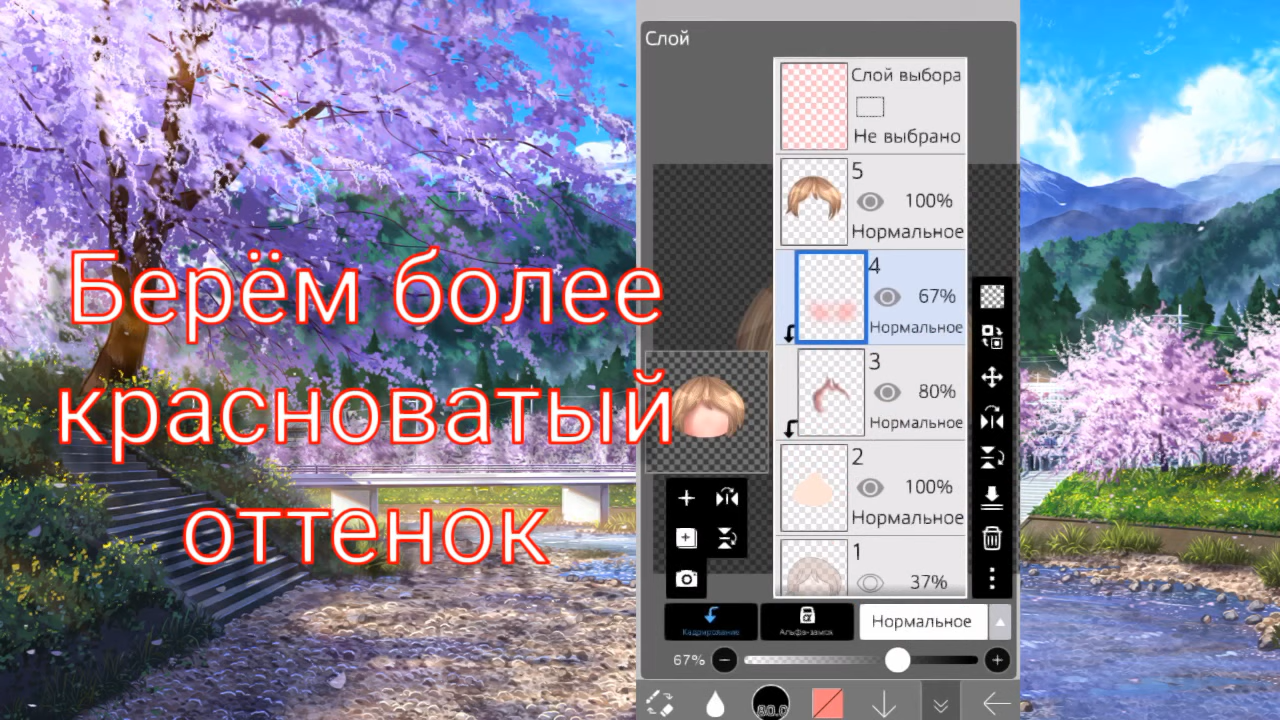 Слой
Слой выбора
Не выбрано
5
100%
Нормальное
Берём более
красноватый
оттенок
4
67%
Нормальное
3
80%
Нормальное
2
100%
Нормальное
1
37%
Кадрирование
Альфа-замок
Нормальное
67%
80.0